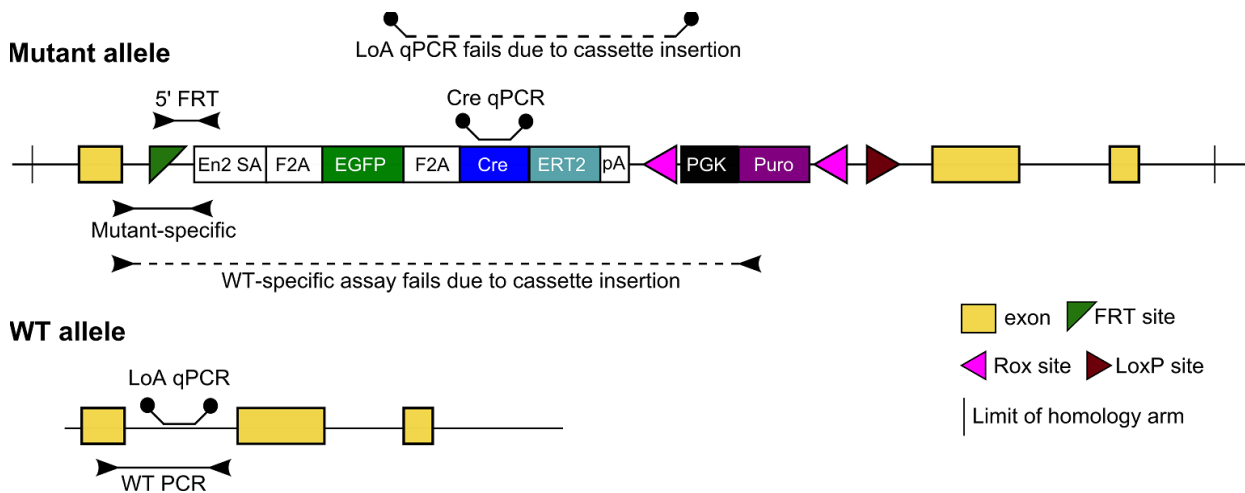 LoA qPCR fails due to cassette insertion
Mutant allele
5' FRT
Cre qPCR
En2 SA F2A EGFP F2A Cre ERT2 pA PGK Puro
Mutant-specific
WT-specific assay fails due to cassette insertion
WT allele
LoA qPCR
WT PCR
exon FRT site
Rox site LoxP site
Limit of homology arm